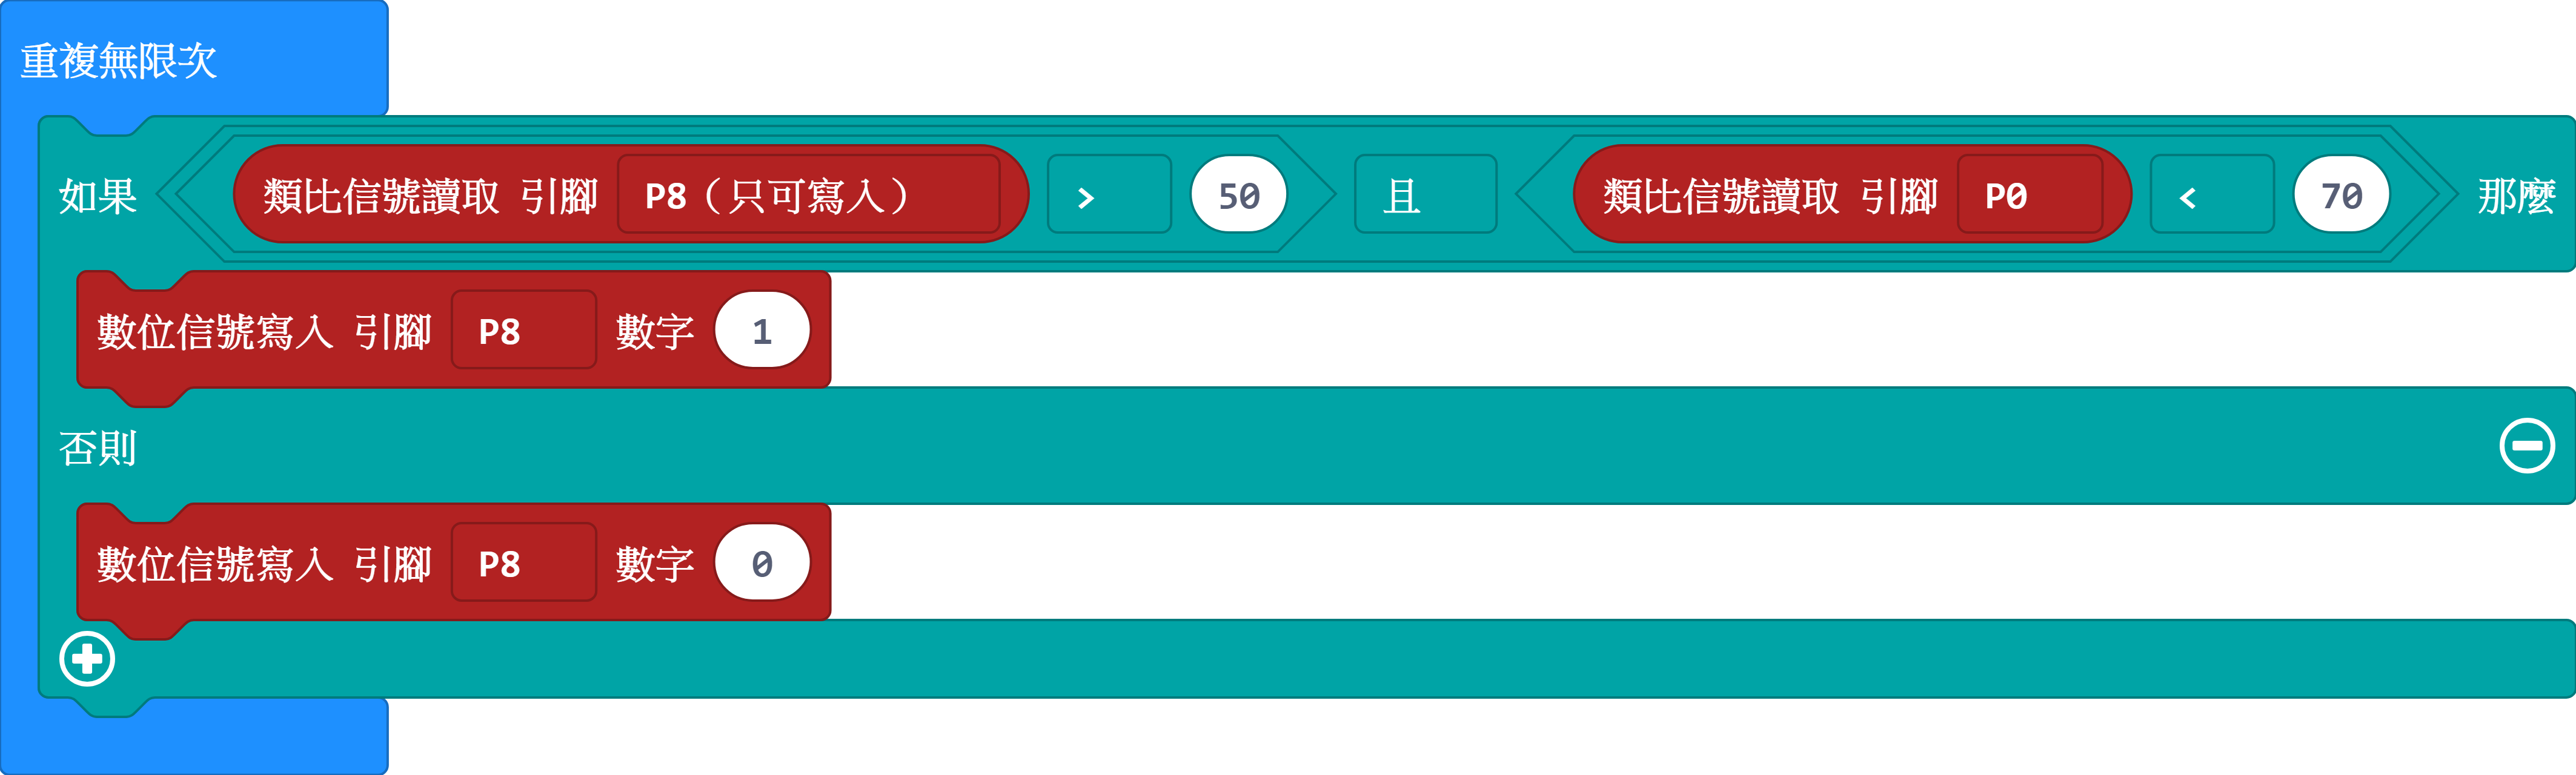 重複無限次
如果 類比信號讀取 引腳 P8（只可寫入） > 50 且 類比信號讀取 引腳 P0 < 70 那麼
數位信號寫入 引腳 P8 數字 1
否則
數位信號寫入 引腳 P8 數字 0